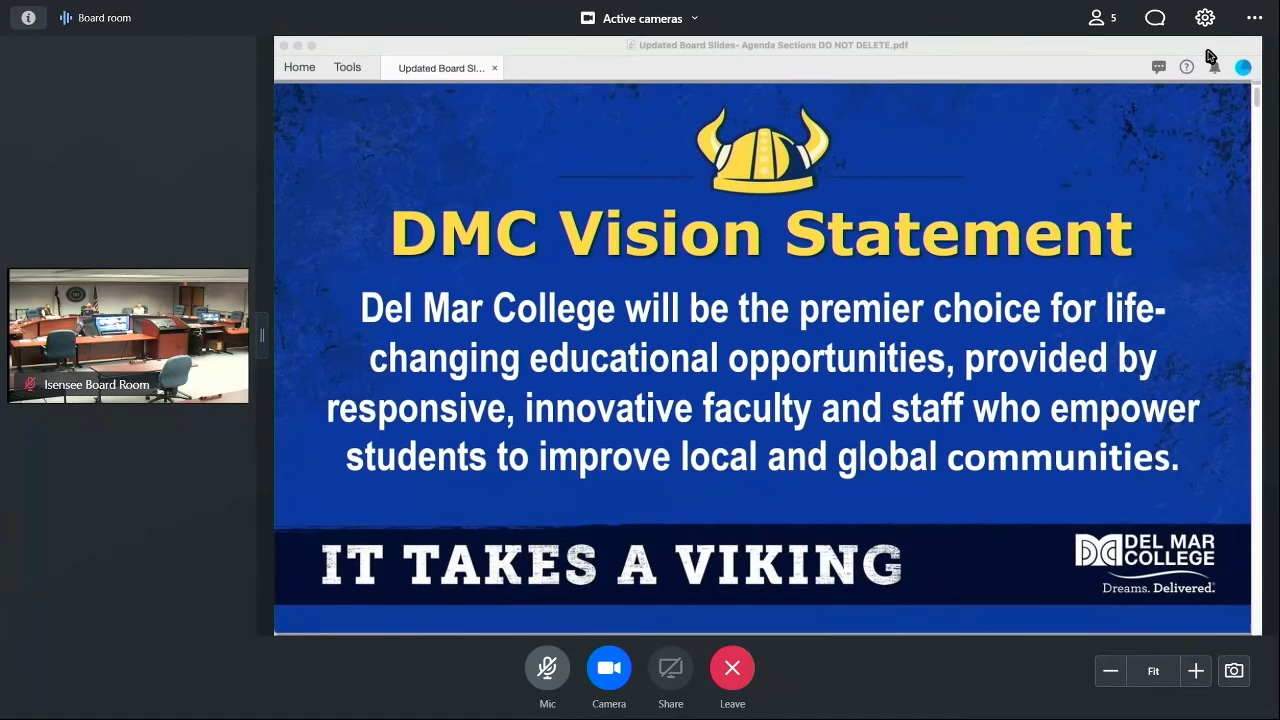 Board room
Active cameras
5
Updated Board Slides- Agenda Sections DO NOT DELETE.pdf
Home
Tools
Updated Board Sl...
DMC Vision Statement
Del Mar College will be the premier choice for life-
changing educational opportunities, provided by
responsive, innovative faculty and staff who empower
students to improve local and global communities.
Isensee Board Room
IT TAKES A VIKING
DEL MAR
COLLEGE
Dreams. Delivered.®
Mic
Camera
Share
Leave
Fit